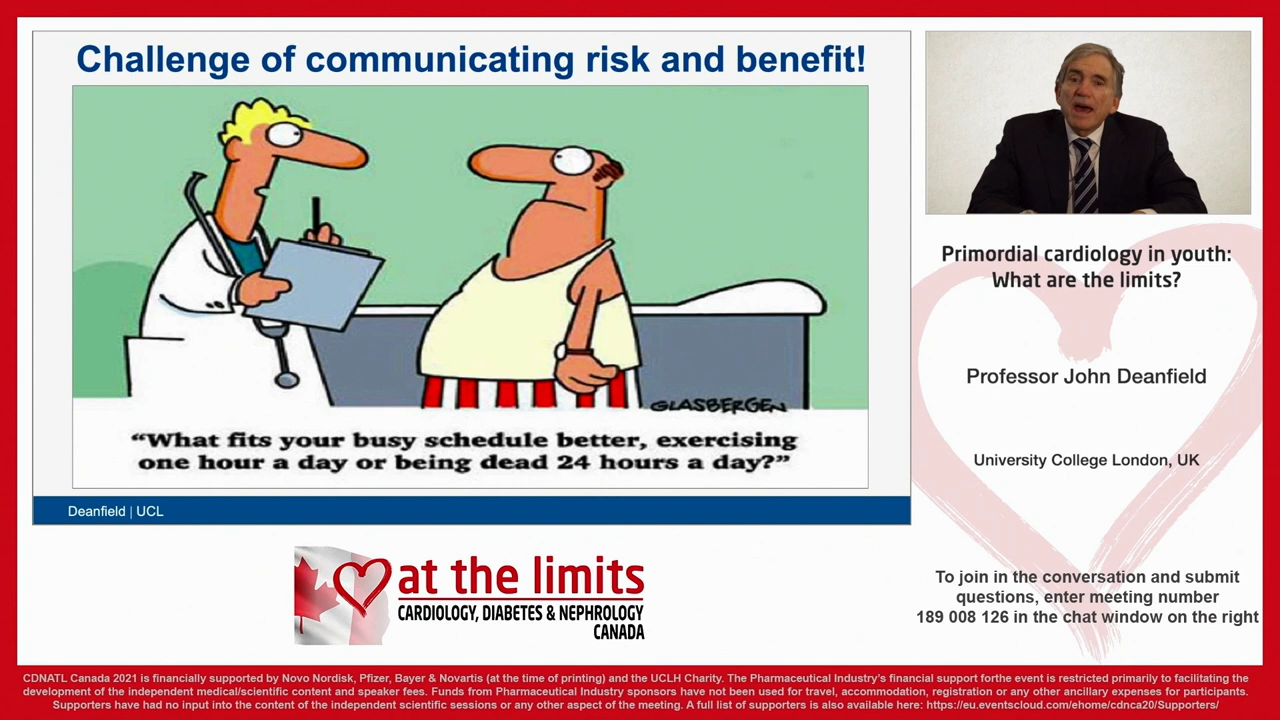 Challenge of communicating risk and benefit!
GLASBERGEN
“What fits your busy schedule better, exercising
one hour a day or being dead 24 hours a day?”
Deanfield | UCL
at the limits
CARDIOLOGY, DIABETES & NEPHROLOGY
CANADA
Primordial cardiology in youth:
What are the limits?
Professor John Deanfield
University College London, UK
To join in the conversation and submit
questions, enter meeting number
189 008 126 in the chat window on the right
CDNATL Canada 2021 is financially supported by Novo Nordisk, Pfizer, Bayer & Novartis (at the time of printing) and the UCLH Charity. The Pharmaceutical Industry's financial support forthe event is restricted primarily to facilitating the
development of the independent medical/scientific content and speaker fees. Funds from Pharmaceutical Industry sponsors have not been used for travel, accommodation, registration or any other ancillary expenses for participants.
Supporters have had no input into the content of the independent scientific sessions or any other aspect of the meeting. A full list of supporters is also available here: https://eu.eventscloud.com/ehome/cdnca20/Supporters/